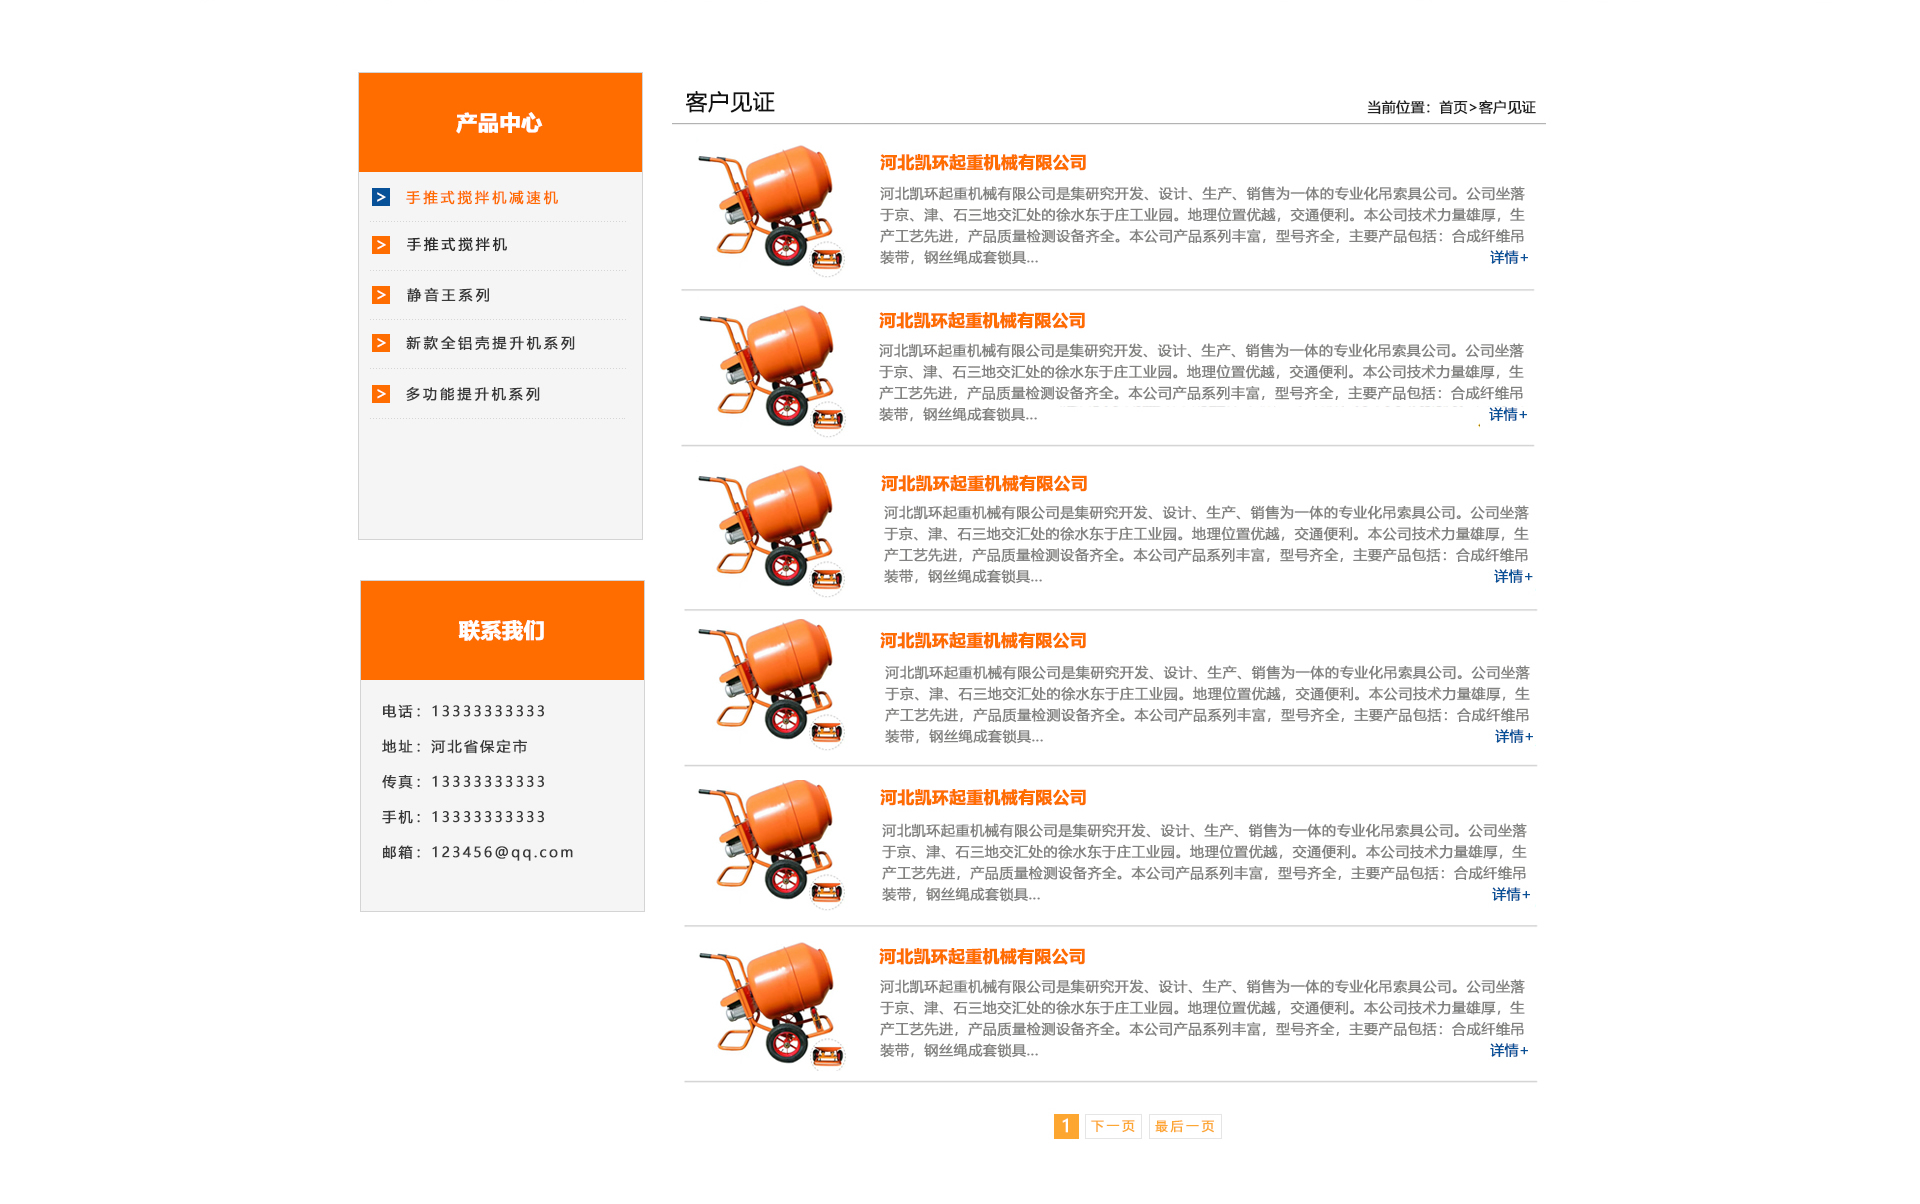 产品中心
> 手推式搅拌机减速机
> 手推式搅拌机
> 静音王系列
> 新款全铝壳提升机系列
> 多功能提升机系列
联系我们
电话：13333333333
地址：河北省保定市
传真：13333333333
手机：13333333333
邮箱：123456@qq.com
客户见证
当前位置：首页>客户见证
河北凯环起重机械有限公司
河北凯环起重机械有限公司是集研究开发、设计、生产、销售为一体的专业化吊索具公司。公司坐落
于京、津、石三地交汇处的徐水东于庄工业园。地理位置优越，交通便利。本公司技术力量雄厚，生
产工艺先进，产品质量检测设备齐全。本公司产品系列丰富，型号齐全，主要产品包括：合成纤维吊
装带，钢丝绳成套锁具... 详情+
河北凯环起重机械有限公司
河北凯环起重机械有限公司是集研究开发、设计、生产、销售为一体的专业化吊索具公司。公司坐落
于京、津、石三地交汇处的徐水东于庄工业园。地理位置优越，交通便利。本公司技术力量雄厚，生
产工艺先进，产品质量检测设备齐全。本公司产品系列丰富，型号齐全，主要产品包括：合成纤维吊
装带，钢丝绳成套锁具... 详情+
河北凯环起重机械有限公司
河北凯环起重机械有限公司是集研究开发、设计、生产、销售为一体的专业化吊索具公司。公司坐落
于京、津、石三地交汇处的徐水东于庄工业园。地理位置优越，交通便利。本公司技术力量雄厚，生
产工艺先进，产品质量检测设备齐全。本公司产品系列丰富，型号齐全，主要产品包括：合成纤维吊
装带，钢丝绳成套锁具... 详情+
河北凯环起重机械有限公司
河北凯环起重机械有限公司是集研究开发、设计、生产、销售为一体的专业化吊索具公司。公司坐落
于京、津、石三地交汇处的徐水东于庄工业园。地理位置优越，交通便利。本公司技术力量雄厚，生
产工艺先进，产品质量检测设备齐全。本公司产品系列丰富，型号齐全，主要产品包括：合成纤维吊
装带，钢丝绳成套锁具... 详情+
河北凯环起重机械有限公司
河北凯环起重机械有限公司是集研究开发、设计、生产、销售为一体的专业化吊索具公司。公司坐落
于京、津、石三地交汇处的徐水东于庄工业园。地理位置优越，交通便利。本公司技术力量雄厚，生
产工艺先进，产品质量检测设备齐全。本公司产品系列丰富，型号齐全，主要产品包括：合成纤维吊
装带，钢丝绳成套锁具... 详情+
河北凯环起重机械有限公司
河北凯环起重机械有限公司是集研究开发、设计、生产、销售为一体的专业化吊索具公司。公司坐落
于京、津、石三地交汇处的徐水东于庄工业园。地理位置优越，交通便利。本公司技术力量雄厚，生
产工艺先进，产品质量检测设备齐全。本公司产品系列丰富，型号齐全，主要产品包括：合成纤维吊
装带，钢丝绳成套锁具... 详情+
1 下一页 最后一页